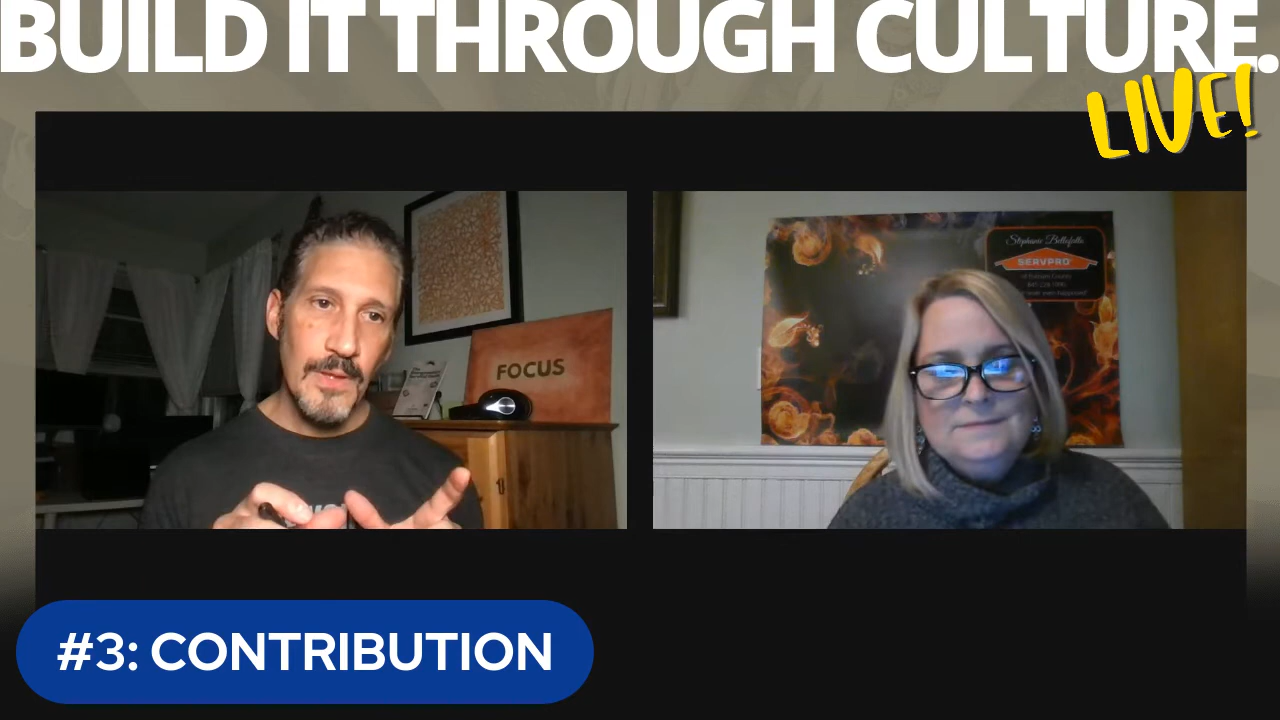 BUILD IT THROUGH CULTURE.
LIVE!
FOCUS
SERVPRO
#3: CONTRIBUTION